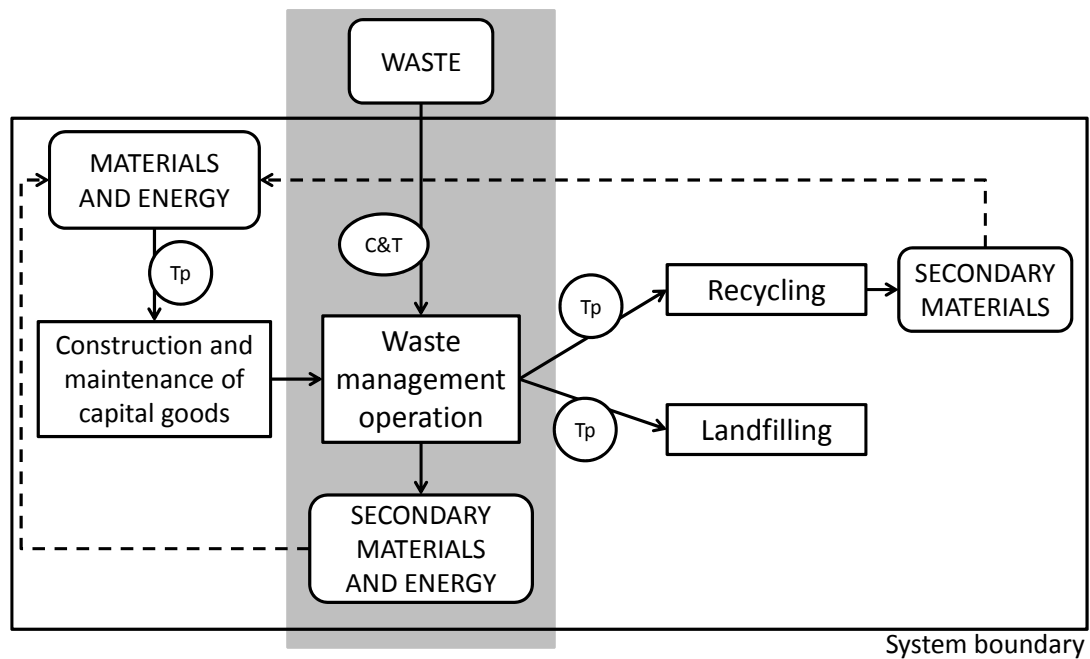 WASTE
MATERIALS
AND ENERGY
Tp
C&T
Construction and
maintenance of
capital goods
Waste
management
operation
Tp
Tp
Recycling
Landfilling
SECONDARY
MATERIALS
SECONDARY
MATERIALS
AND ENERGY
System boundary